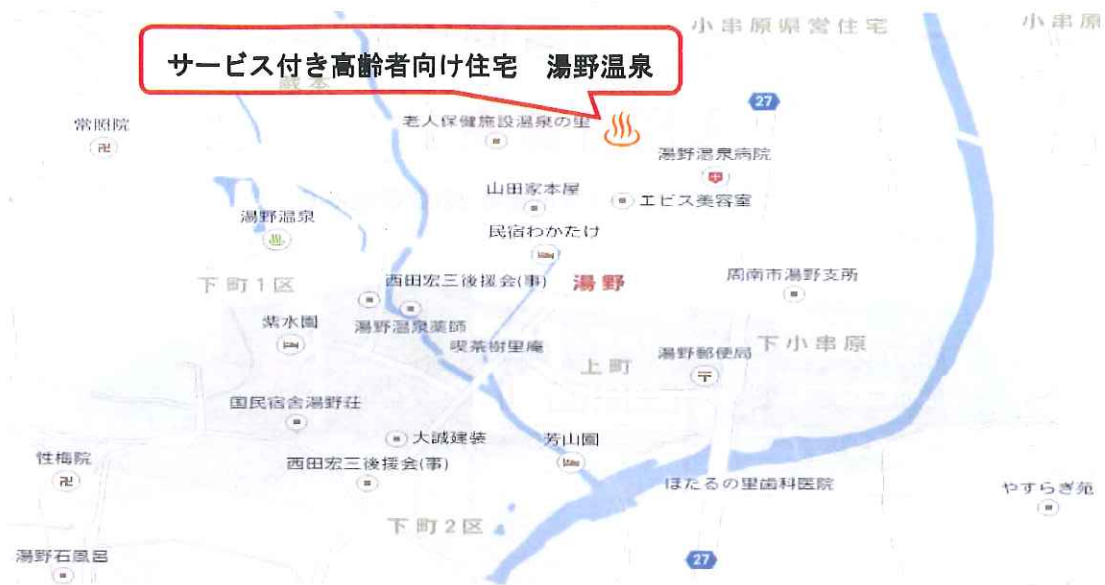 小串原県営住宅
小串原
サービス付き高齢者向け住宅 湯野温泉
蔵本
27
常照院
老人保健施設温泉の里
湯野温泉病院
山田家本屋
エビス美容室
湯野温泉
民宿わかたけ
下町1区
西田宏三後援会(事)
湯野
周南市湯野支所
紫水園
湯野温泉薬師
喫茶樹里庵
上町
湯野郵便局
下小串原
国民宿舎湯野荘
大誠建装
芳山園
性梅院
西田宏三後援会(事)
ほたるの里歯科医院
やすらぎ苑
下町2区
湯野石風呂
27